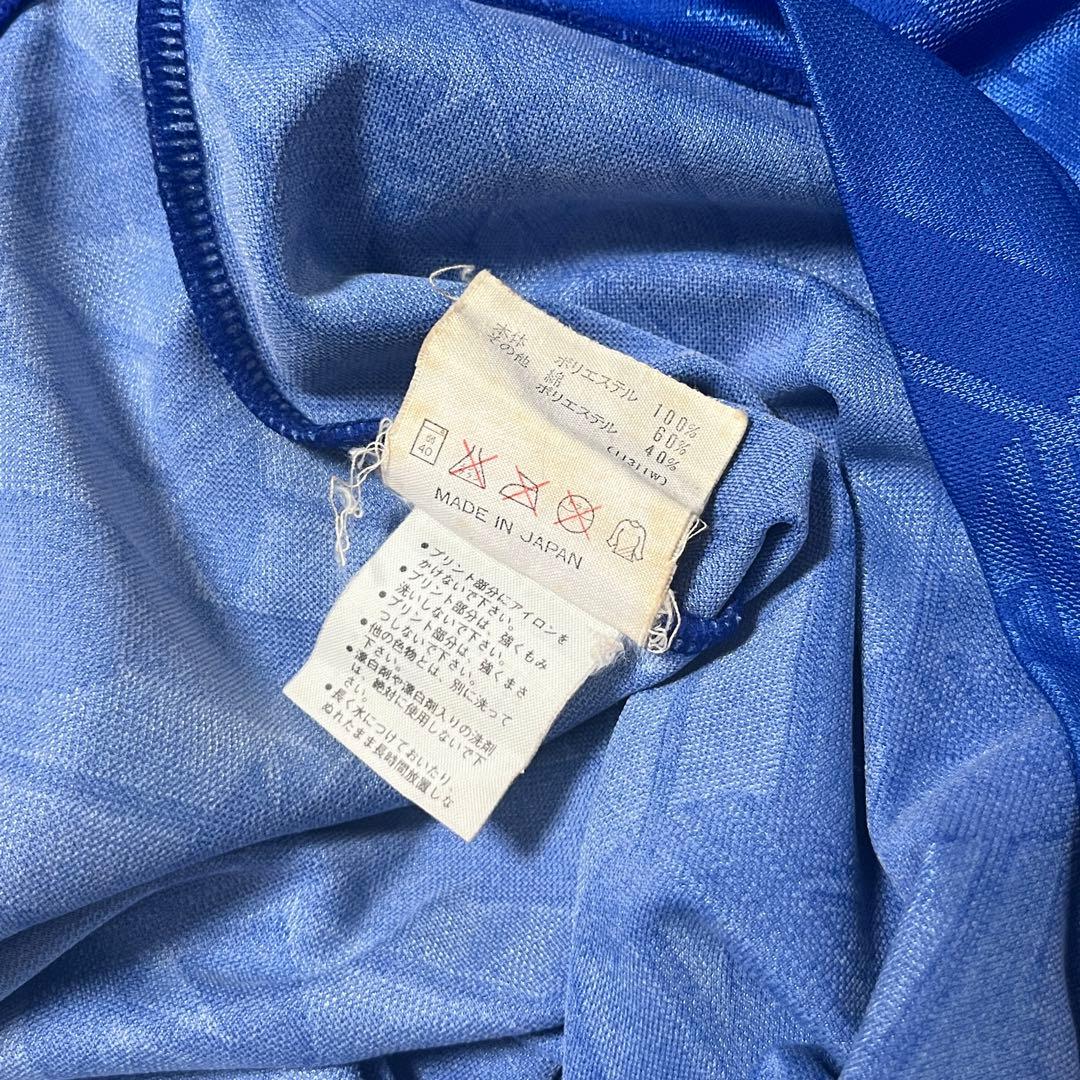 本体 ポリエステル 100%
その他 綿 60%
ポリエステル 40%
(1311W)
40
MADE IN JAPAN
●プリント部分にアイロンを
かけないで下さい。
●プリント部分は、強くもみ
洗いしないで下さい。
●プリント部分は、強くまさ
つしないで下さい。
●他の色物とは、別に洗って
下さい。
●漂白剤や漂白剤入りの洗剤
は、絶対に使用しないで下
さい。
●長く水につけておいたり、
ぬれたまま長時間放置しな